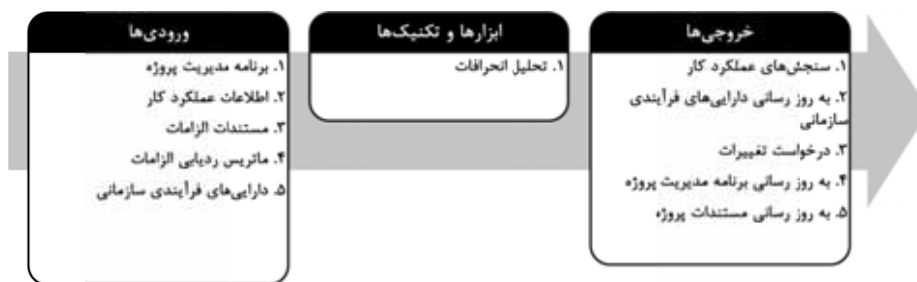 ورودی‌ها
۱. برنامه مدیریت پروژه
۲. اطلاعات عملکرد کار
۳. مستندات الزامات
۴. ماتریس ردیابی الزامات
۵. دارایی‌های فرآیندی سازمانی
ابزارها و تکنیک‌ها
۱. تحلیل انحرافات
خروجی‌ها
۱. سنجش‌های عملکرد کار
۲. به روز رسانی دارایی‌های فرآیندی
سازمانی
۳. درخواست تغییرات
۴. به روز رسانی برنامه مدیریت پروژه
۵. به روز رسانی مستندات پروژه